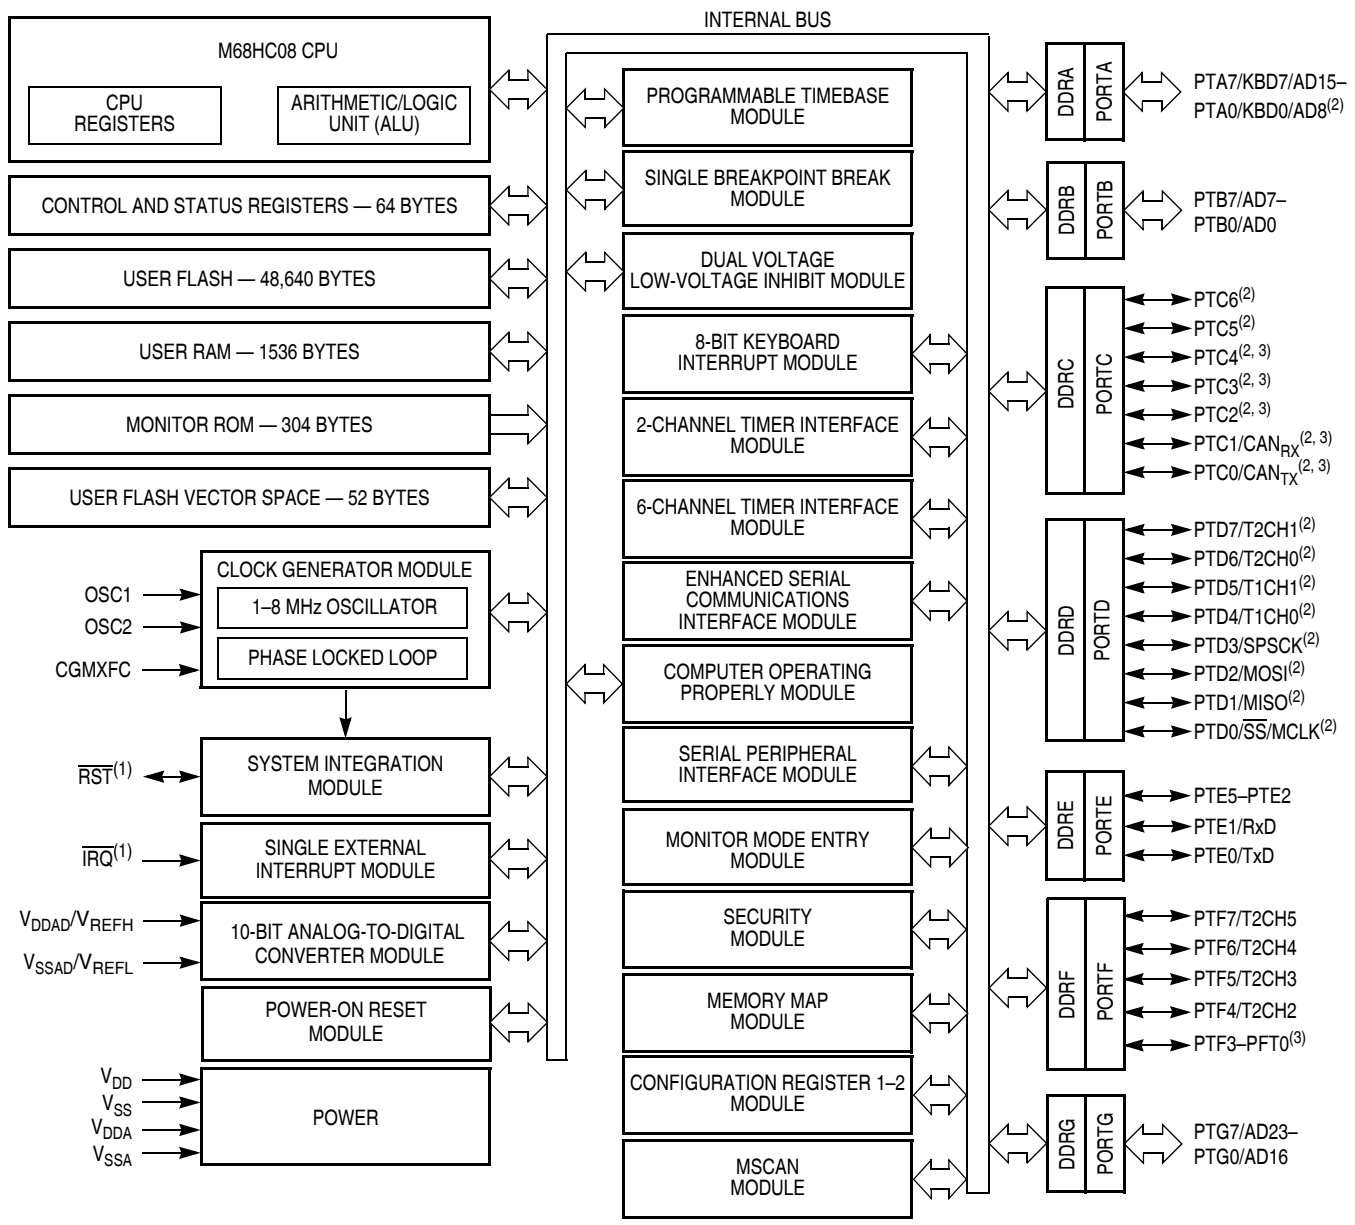 INTERNAL BUS
M68HC08 CPU
CPU
REGISTERS
ARITHMETIC/LOGIC
UNIT (ALU)
CONTROL AND STATUS REGISTERS — 64 BYTES
USER FLASH — 48,640 BYTES
USER RAM — 1536 BYTES
MONITOR ROM — 304 BYTES
USER FLASH VECTOR SPACE — 52 BYTES
CLOCK GENERATOR MODULE
1–8 MHz OSCILLATOR
PHASE LOCKED LOOP
OSC1
OSC2
CGMXFC
SYSTEM INTEGRATION
MODULE
RST(1)
SINGLE EXTERNAL
INTERRUPT MODULE
IRQ(1)
10-BIT ANALOG-TO-DIGITAL
CONVERTER MODULE
VDDAD/VREFH
VSSAD/VREFL
POWER-ON RESET
MODULE
POWER
VDD
VSS
VDDA
VSSA
PROGRAMMABLE TIMEBASE
MODULE
SINGLE BREAKPOINT BREAK
MODULE
DUAL VOLTAGE
LOW-VOLTAGE INHIBIT MODULE
8-BIT KEYBOARD
INTERRUPT MODULE
2-CHANNEL TIMER INTERFACE
MODULE
6-CHANNEL TIMER INTERFACE
MODULE
ENHANCED SERIAL
COMMUNICATIONS
INTERFACE MODULE
COMPUTER OPERATING
PROPERLY MODULE
SERIAL PERIPHERAL
INTERFACE MODULE
MONITOR MODE ENTRY
MODULE
SECURITY
MODULE
MEMORY MAP
MODULE
CONFIGURATION REGISTER 1–2
MODULE
MSCAN
MODULE
DDRA
PORTA
PTA7/KBD7/AD15–
PTA0/KBD0/AD8(2)
DDRB
PORTB
PTB7/AD7–
PTB0/AD0
DDRC
PORTC
PTC6(2)
PTC5(2)
PTC4(2, 3)
PTC3(2, 3)
PTC2(2, 3)
PTC1/CANRX(2, 3)
PTC0/CANTX(2, 3)
DDRD
PORTD
PTD7/T2CH1(2)
PTD6/T2CH0(2)
PTD5/T1CH1(2)
PTD4/T1CH0(2)
PTD3/SPSCK(2)
PTD2/MOSI(2)
PTD1/MISO(2)
PTD0/SS/MCLK(2)
DDRE
PORTE
PTE5–PTE2
PTE1/RxD
PTE0/TxD
DDRF
PORTF
PTF7/T2CH5
PTF6/T2CH4
PTF5/T2CH3
PTF4/T2CH2
PTF3–PFT0(3)
DDRG
PORTG
PTG7/AD23–
PTG0/AD16